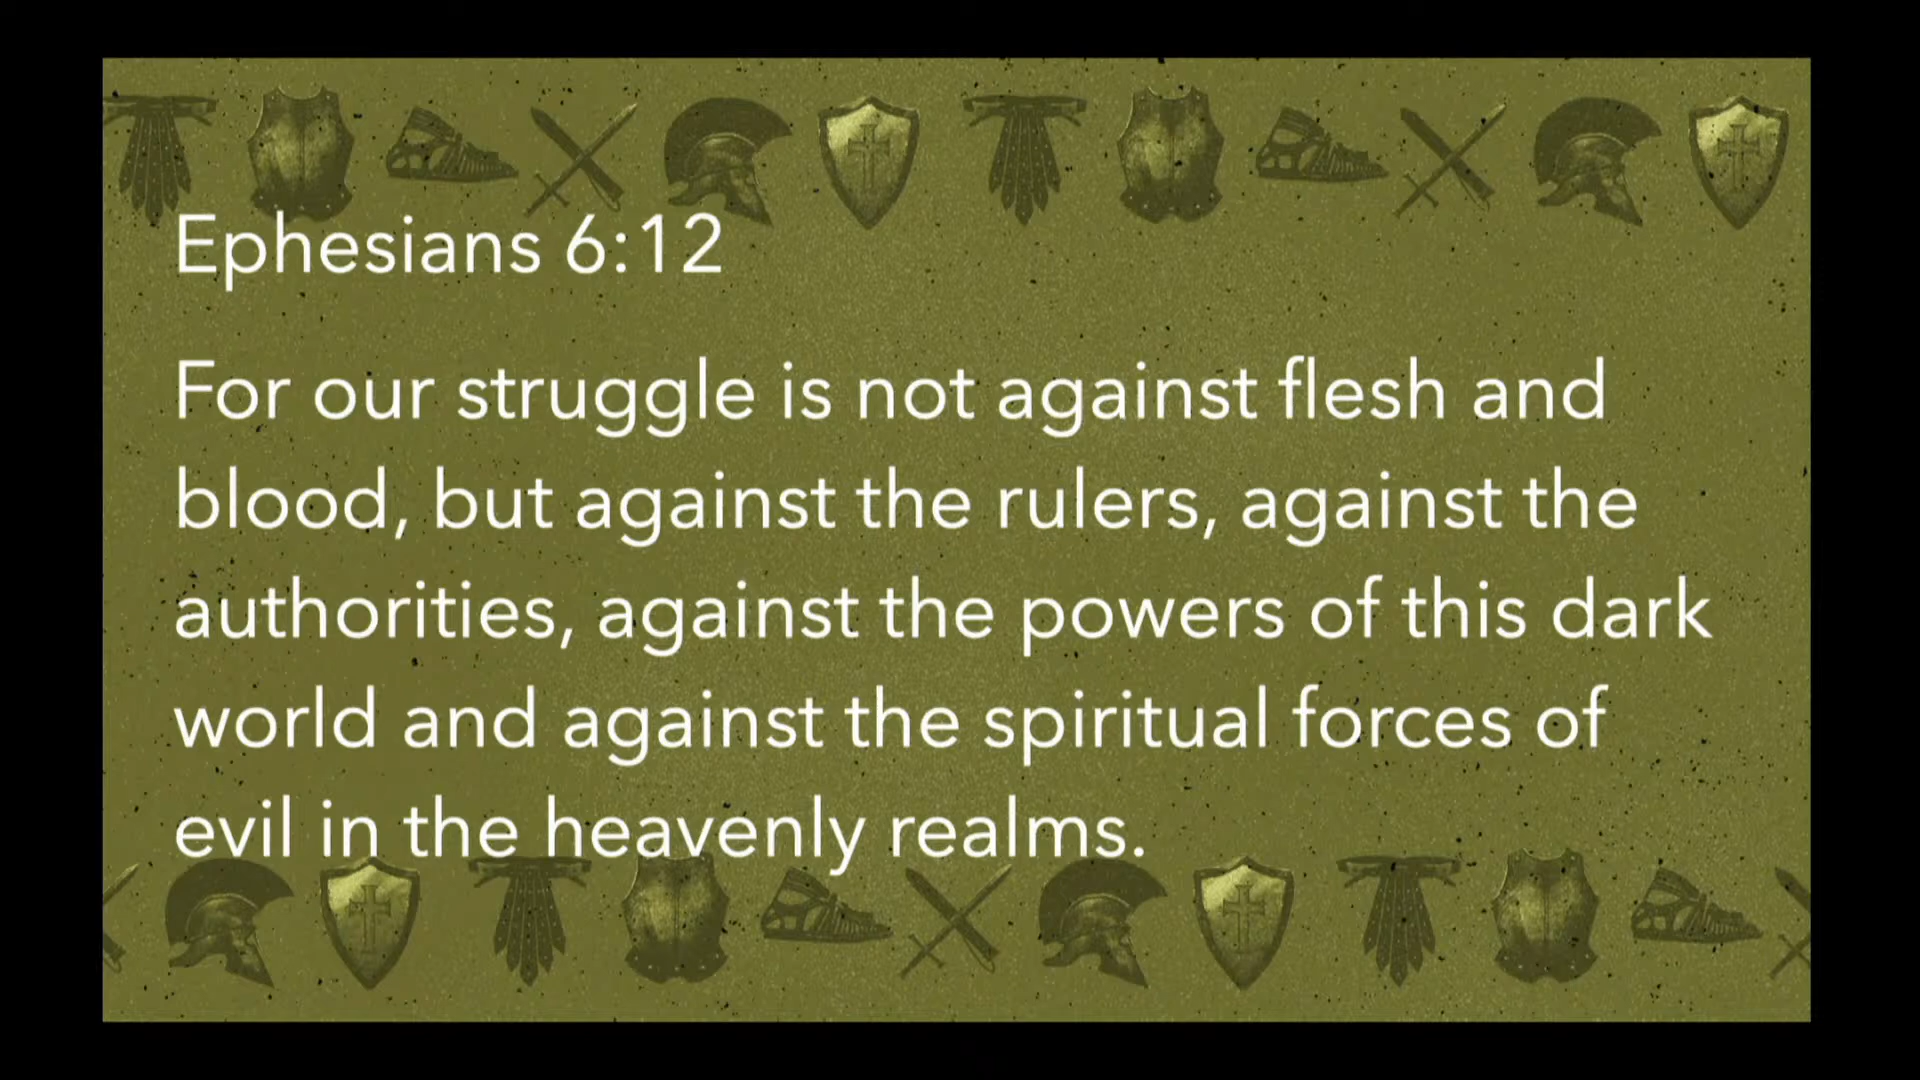 Ephesians 6:12
For our struggle is not against flesh and
blood, but against the rulers, against the
authorities, against the powers of this dark
world and against the spiritual forces of
evil in the heavenly realms.